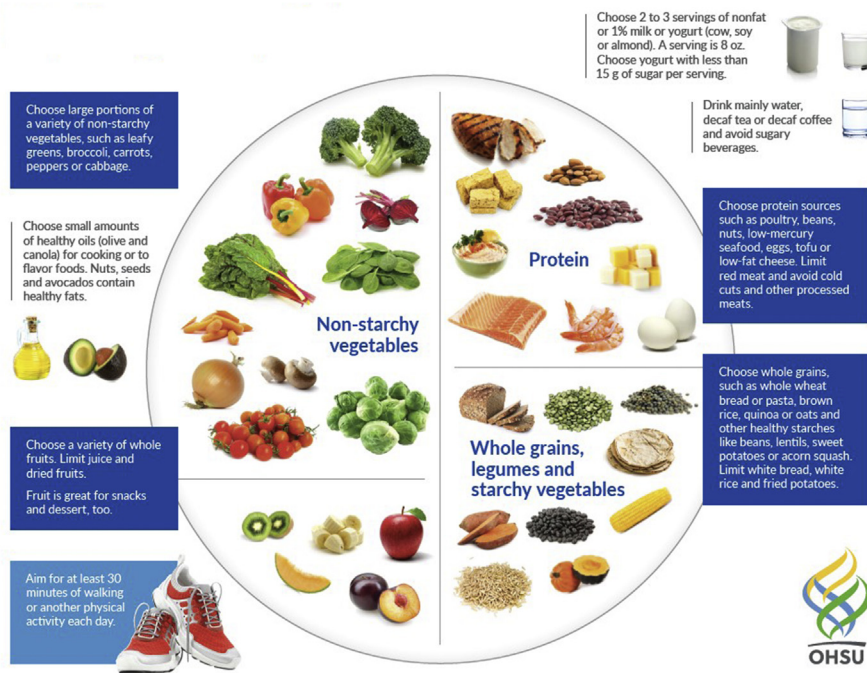 Choose 2 to 3 servings of nonfat
or 1% milk or yogurt (cow, soy
or almond). A serving is 8 oz.
Choose yogurt with less than
15 g of sugar per serving.
Drink mainly water,
decaf tea or decaf coffee
and avoid sugary
beverages.
Choose large portions of
a variety of non-starchy
vegetables, such as leafy
greens, broccoli, carrots,
peppers or cabbage.
Choose small amounts
of healthy oils (olive and
canola) for cooking or to
flavor foods. Nuts, seeds
and avocados contain
healthy fats.
Non-starchy
vegetables
Protein
Choose protein sources
such as poultry, beans,
nuts, low-mercury
seafood, eggs, tofu or
low-fat cheese. Limit
red meat and avoid cold
cuts and other processed
meats.
Choose whole grains,
such as whole wheat
bread or pasta, brown
rice, quinoa or oats and
other healthy starches
like beans, lentils, sweet
potatoes or acorn squash.
Limit white bread, white
rice and fried potatoes.
Whole grains,
legumes and
starchy vegetables
Choose a variety of whole
fruits. Limit juice and
dried fruits.
Fruit is great for snacks
and dessert, too.
Aim for at least 30
minutes of walking
or another physical
activity each day.
OHSU